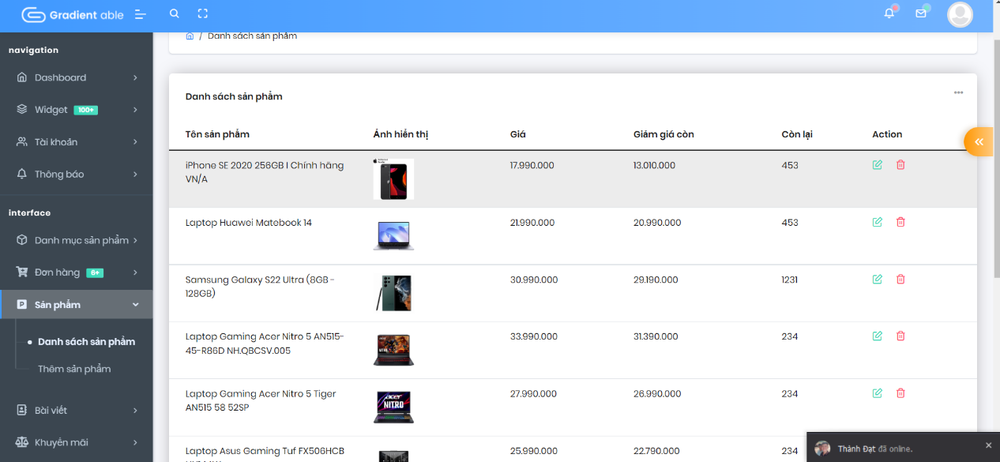 Gradient able
navigation
Dashboard
Widget 100+
Tài khoản
Thông báo
interface
Danh mục sản phẩm
Đơn hàng 6+
Sản phẩm
Danh sách sản phẩm
Thêm sản phẩm
Bài viết
Khuyến mãi
/ Danh sách sản phẩm
Danh sách sản phẩm
Tên sản phẩm Ảnh hiển thị Giá Giảm giá còn Còn lại Action
iPhone SE 2020 256GB I Chính hãng 17.990.000 13.010.000 453
VN/A
Laptop Huawei Matebook 14 21.990.000 20.990.000 453
Samsung Galaxy S22 Ultra (8GB - 30.990.000 29.190.000 1231
128GB)
Laptop Gaming Acer Nitro 5 AN515- 33.990.000 31.390.000 234
45-R86D NH.QBCSV.005
Laptop Gaming Acer Nitro 5 Tiger 27.990.000 26.990.000 234
AN515 58 52SP
acer
NITRO
Laptop Asus Gaming Tuf FX506HCB 25.990.000 22.790.000 234
Thành Đạt đã online.